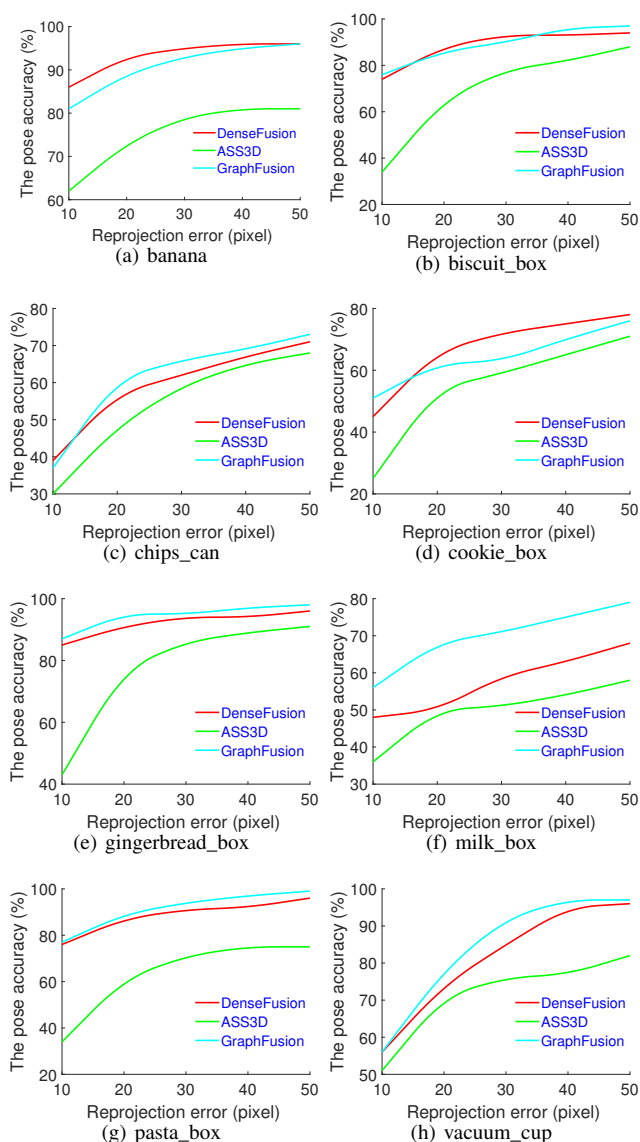 100
90
80
70
60
10 20 30 40 50
The pose accuracy (%)
DenseFusion
ASS3D
GraphFusion
Reprojection error (pixel)
(a) banana
100
80
60
40
20
10 20 30 40 50
The pose accuracy (%)
DenseFusion
ASS3D
GraphFusion
Reprojection error (pixel)
(b) biscuit_box
80
70
60
50
40
30
10 20 30 40 50
The pose accuracy (%)
DenseFusion
ASS3D
GraphFusion
Reprojection error (pixel)
(c) chips_can
80
70
60
50
40
30
20
10 20 30 40 50
The pose accuracy (%)
DenseFusion
ASS3D
GraphFusion
Reprojection error (pixel)
(d) cookie_box
100
80
60
40
10 20 30 40 50
The pose accuracy (%)
DenseFusion
ASS3D
GraphFusion
Reprojection error (pixel)
(e) gingerbread_box
80
70
60
50
40
30
10 20 30 40 50
The pose accuracy (%)
DenseFusion
ASS3D
GraphFusion
Reprojection error (pixel)
(f) milk_box
100
80
60
40
20
10 20 30 40 50
The pose accuracy (%)
DenseFusion
ASS3D
GraphFusion
Reprojection error (pixel)
(g) pasta_box
100
90
80
70
60
50
10 20 30 40 50
The pose accuracy (%)
DenseFusion
ASS3D
GraphFusion
Reprojection error (pixel)
(h) vacuum_cup